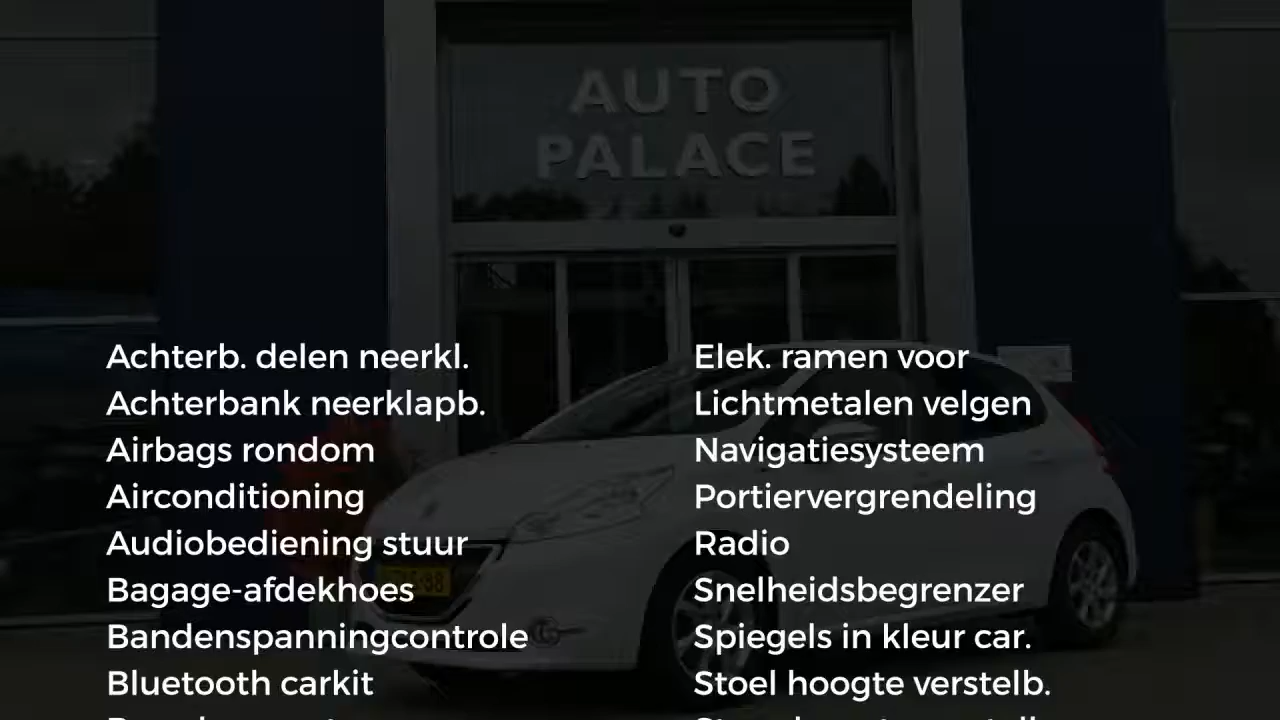 AUTO
PALACE
Achterb. delen neerkl.
Achterbank neerklapb.
Airbags rondom
Airconditioning
Audiobediening stuur
Bagage-afdekhoes
Bandenspanningcontrole
Bluetooth carkit
Elek. ramen voor
Lichtmetalen velgen
Navigatiesysteem
Portiervergrendeling
Radio
Snelheidsbegrenzer
Spiegels in kleur car.
Stoel hoogte verstelb.